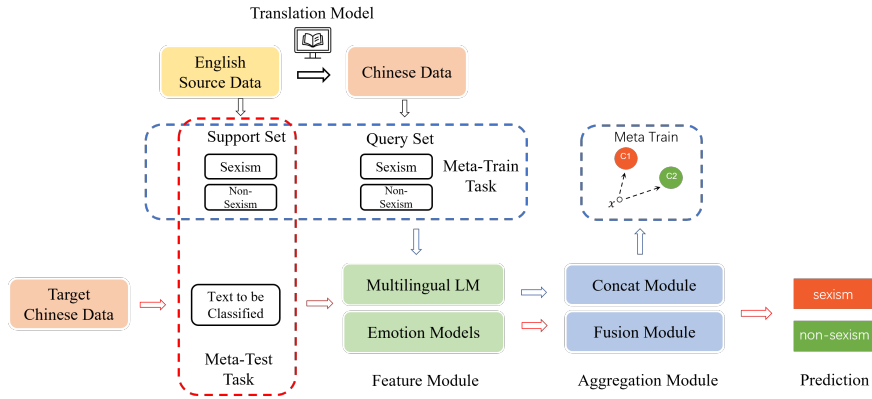 Translation Model
English
Source Data
Chinese Data
Support Set
Query Set
Sexism
Non-
Sexism
Sexism
Non-
Sexism
Meta-Train
Task
Meta Train
C1
C2
x
Target
Chinese Data
Text to be
Classified
Meta-Test
Task
Multilingual LM
Emotion Models
Feature Module
Concat Module
Fusion Module
Aggregation Module
sexism
non-sexism
Prediction